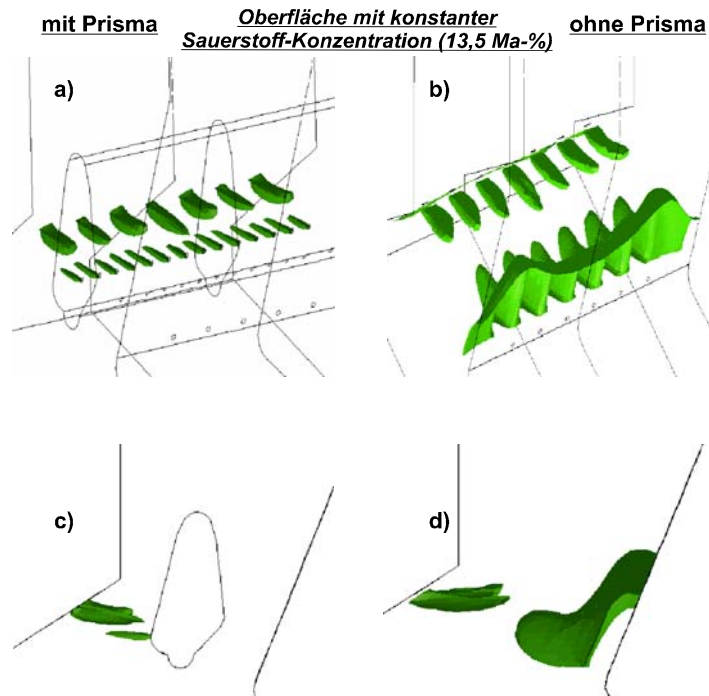 mit Prisma
Oberfläche mit konstanter
Sauerstoff-Konzentration (13,5 Ma-%)
ohne Prisma
a)
b)
c)
d)